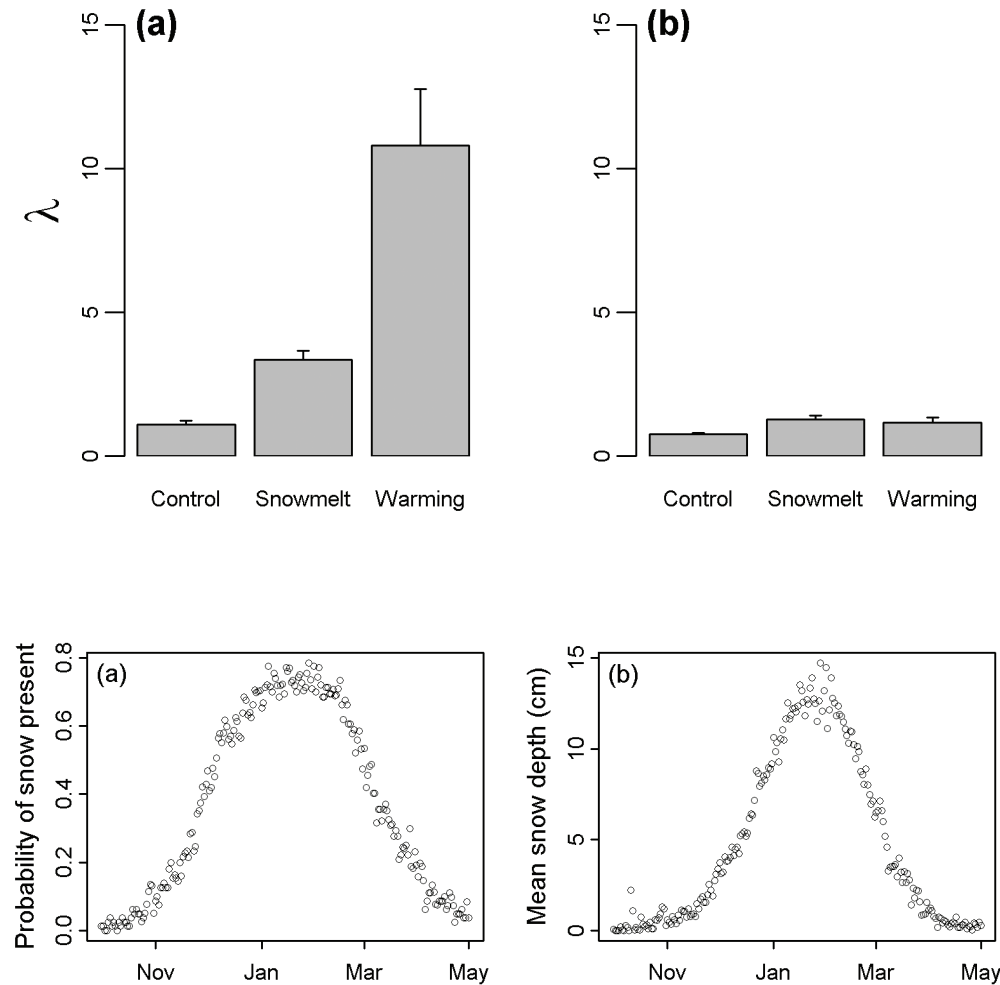 (a)
λ
15
10
5
0
Control Snowmelt Warming
(b)
15
10
5
0
Control Snowmelt Warming
(a)
Probability of snow present
0.8
0.6
0.4
0.2
0.0
Nov Jan Mar May
(b)
Mean snow depth (cm)
15
10
5
0
Nov Jan Mar May